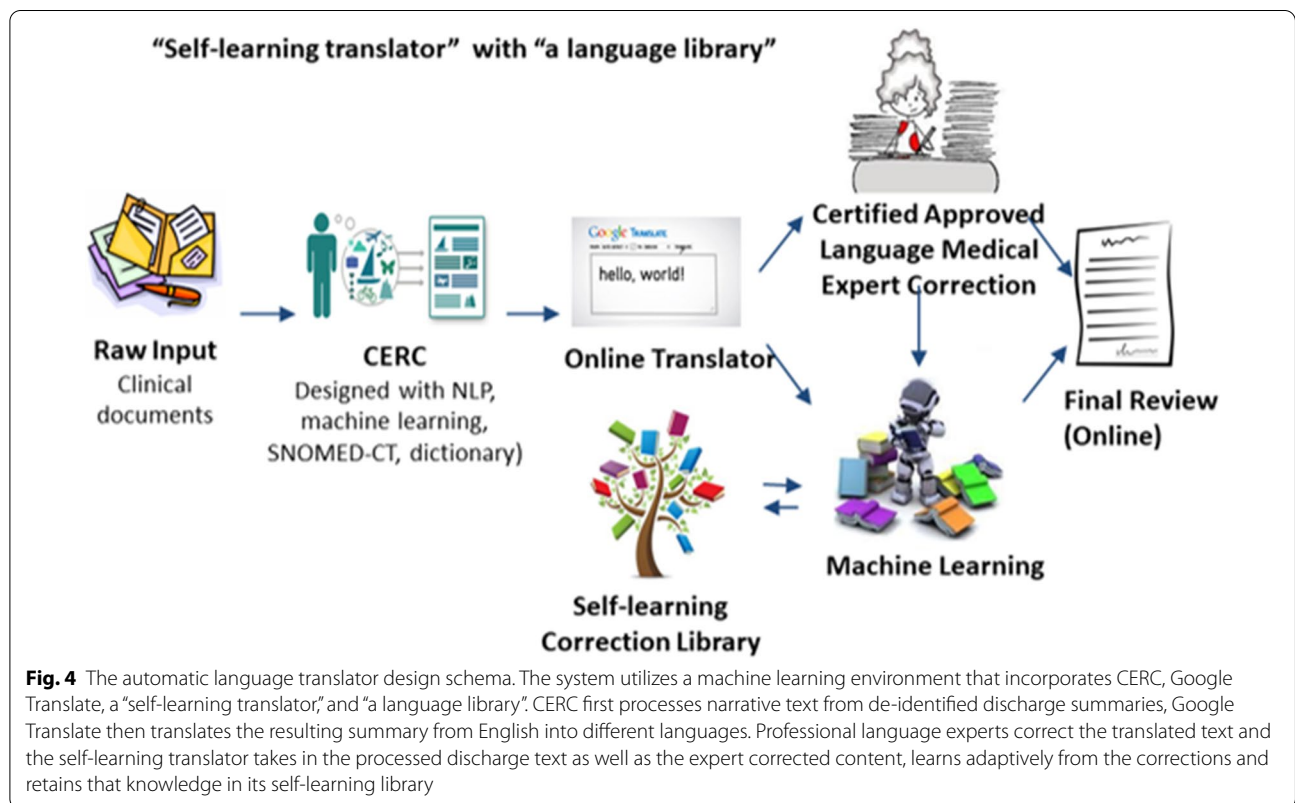 “Self-learning translator” with “a language library”
Raw Input
Clinical
documents
CERC
Designed with NLP,
machine learning,
SNOMED-CT, dictionary)
Google TRANSLATE
hello, world!
Online Translator
Certified Approved
Language Medical
Expert Correction
Self-learning
Correction Library
Machine Learning
Final Review
(Online)
Fig. 4 The automatic language translator design schema. The system utilizes a machine learning environment that incorporates CERC, Google
Translate, a “self-learning translator,” and “a language library”. CERC first processes narrative text from de-identified discharge summaries, Google
Translate then translates the resulting summary from English into different languages. Professional language experts correct the translated text and
the self-learning translator takes in the processed discharge text as well as the expert corrected content, learns adaptively from the corrections and
retains that knowledge in its self-learning library